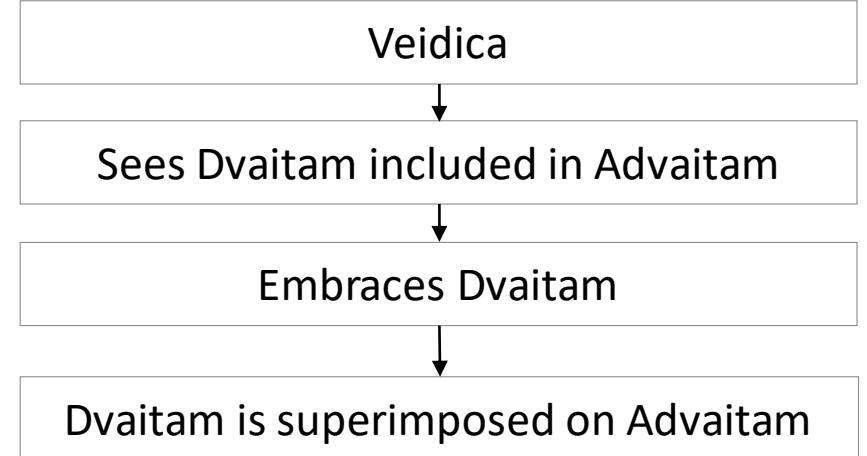 Veidica
Sees Dvaitam included in Advaitam
Embraces Dvaitam
Dvaitam is superimposed on Advaitam